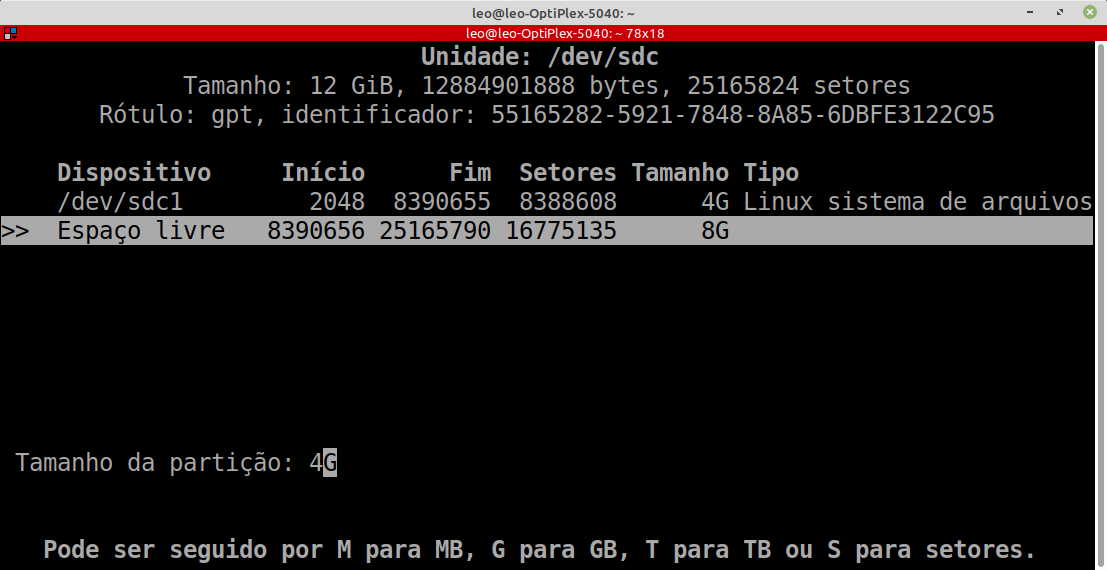 leo@leo-OptiPlex-5040: ~
leo@leo-OptiPlex-5040: ~ 78x18
Unidade: /dev/sdc
Tamanho: 12 GiB, 12884901888 bytes, 25165824 setores
Rótulo: gpt, identificador: 55165282-5921-7848-8A85-6DBFE3122C95
Dispositivo Início Fim Setores Tamanho Tipo
/dev/sdc1 2048 8390655 8388608 4G Linux sistema de arquivos
>> Espaço livre 8390656 25165790 16775135 8G
Tamanho da partição: 4G
Pode ser seguido por M para MB, G para GB, T para TB ou S para setores.